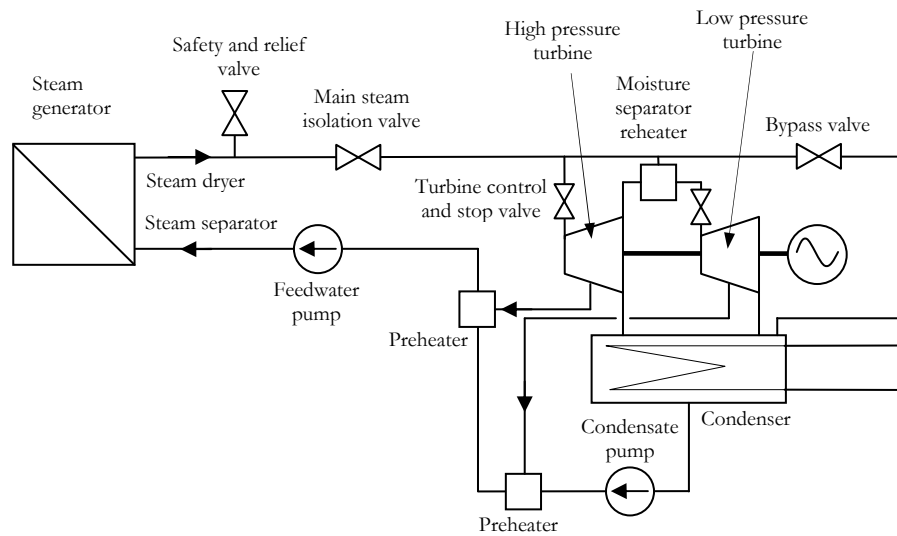 High pressure
turbine
Low pressure
turbine
Safety and relief
valve
Steam
generator
Main steam
isolation valve
Moisture
separator
reheater
Bypass valve
Steam dryer
Turbine control
and stop valve
Steam separator
Feedwater
pump
Preheater
Condensate
pump
Condenser
Preheater